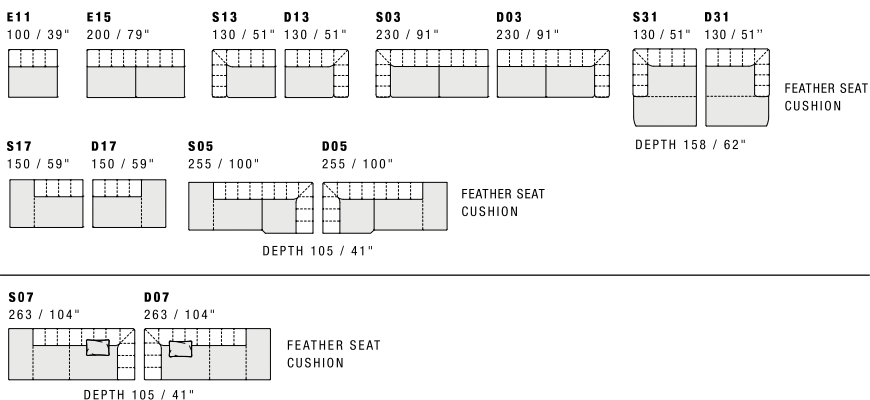 E11 E15 S13 D13 S03 D03 S31 D31
100 / 39" 200 / 79" 130 / 51" 130 / 51" 230 / 91" 230 / 91" 130 / 51" 130 / 51’’
FEATHER SEAT
CUSHION
DEPTH 158 / 62"
S17 D17 S05 D05
150 / 59" 150 / 59" 255 / 100" 255 / 100"
FEATHER SEAT
CUSHION
DEPTH 105 / 41"
S07 D07
263 / 104" 263 / 104"
FEATHER SEAT
CUSHION
DEPTH 105 / 41"